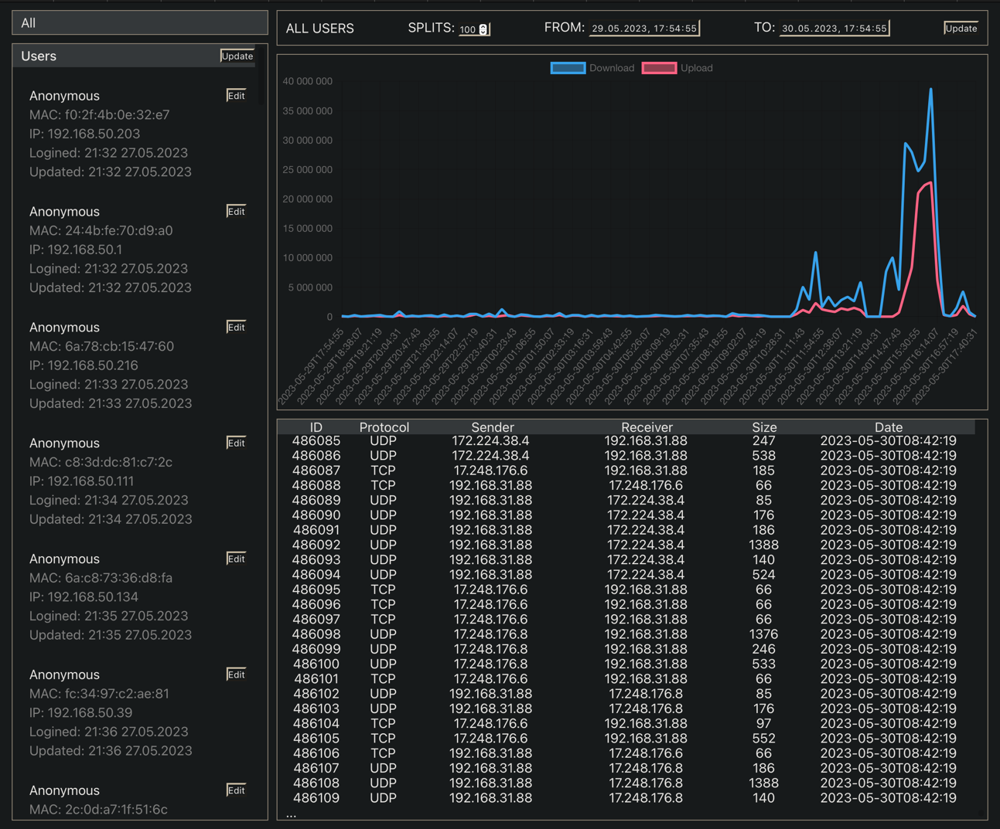 All
Users
Update
Anonymous
Edit
MAC: f0:2f:4b:0e:32:e7
IP: 192.168.50.203
Logined: 21:32 27.05.2023
Updated: 21:32 27.05.2023
Anonymous
Edit
MAC: 24:4b:fe:70:d9:a0
IP: 192.168.50.1
Logined: 21:32 27.05.2023
Updated: 21:32 27.05.2023
Anonymous
Edit
MAC: 6a:78:cb:15:47:60
IP: 192.168.50.216
Logined: 21:33 27.05.2023
Updated: 21:33 27.05.2023
Anonymous
Edit
MAC: c8:3d:dc:81:c7:2c
IP: 192.168.50.111
Logined: 21:34 27.05.2023
Updated: 21:34 27.05.2023
Anonymous
Edit
MAC: 6a:c8:73:36:d8:fa
IP: 192.168.50.134
Logined: 21:35 27.05.2023
Updated: 21:35 27.05.2023
Anonymous
Edit
MAC: fc:34:97:c2:ae:81
IP: 192.168.50.39
Logined: 21:36 27.05.2023
Updated: 21:36 27.05.2023
Anonymous
Edit
MAC: 2c:0d:a7:1f:51:6c
ALL USERS
SPLITS: 100
FROM: 29.05.2023, 17:54:55
TO: 30.05.2023, 17:54:55
Update
Download
Upload
40 000 000
35 000 000
30 000 000
25 000 000
20 000 000
15 000 000
10 000 000
5 000 000
0
2023-05-29T17:54:55
2023-05-29T18:38:07
2023-05-29T19:21:19
2023-05-29T20:04:31
2023-05-29T20:47:43
2023-05-29T21:30:55
2023-05-29T22:14:07
2023-05-29T22:57:19
2023-05-29T23:40:31
2023-05-30T00:23:43
2023-05-30T01:06:55
2023-05-30T01:50:07
2023-05-30T02:33:19
2023-05-30T03:16:31
2023-05-30T03:59:43
2023-05-30T04:42:55
2023-05-30T05:26:07
2023-05-30T06:09:19
2023-05-30T06:52:31
2023-05-30T07:35:43
2023-05-30T08:18:55
2023-05-30T09:02:07
2023-05-30T09:45:19
2023-05-30T10:28:31
2023-05-30T11:11:43
2023-05-30T11:54:55
2023-05-30T12:38:07
2023-05-30T13:21:19
2023-05-30T14:04:31
2023-05-30T14:47:43
2023-05-30T15:30:55
2023-05-30T16:14:07
2023-05-30T16:57:19
2023-05-30T17:40:31
ID Protocol Sender Receiver Size Date
486085 UDP 172.224.38.4 192.168.31.88 247 2023-05-30T08:42:19
486086 UDP 172.224.38.4 192.168.31.88 538 2023-05-30T08:42:19
486087 TCP 17.248.176.6 192.168.31.88 185 2023-05-30T08:42:19
486088 TCP 192.168.31.88 17.248.176.6 66 2023-05-30T08:42:19
486089 UDP 192.168.31.88 172.224.38.4 85 2023-05-30T08:42:19
486090 UDP 192.168.31.88 172.224.38.4 176 2023-05-30T08:42:19
486091 UDP 192.168.31.88 172.224.38.4 186 2023-05-30T08:42:19
486092 UDP 192.168.31.88 172.224.38.4 1388 2023-05-30T08:42:19
486093 UDP 192.168.31.88 172.224.38.4 140 2023-05-30T08:42:19
486094 UDP 192.168.31.88 172.224.38.4 524 2023-05-30T08:42:19
486095 TCP 17.248.176.6 192.168.31.88 66 2023-05-30T08:42:19
486096 TCP 17.248.176.6 192.168.31.88 66 2023-05-30T08:42:19
486097 TCP 17.248.176.6 192.168.31.88 66 2023-05-30T08:42:19
486098 UDP 17.248.176.8 192.168.31.88 1376 2023-05-30T08:42:19
486099 UDP 17.248.176.8 192.168.31.88 246 2023-05-30T08:42:19
486100 UDP 17.248.176.8 192.168.31.88 533 2023-05-30T08:42:19
486101 TCP 17.248.176.6 192.168.31.88 66 2023-05-30T08:42:19
486102 UDP 192.168.31.88 17.248.176.8 85 2023-05-30T08:42:19
486103 UDP 192.168.31.88 17.248.176.8 176 2023-05-30T08:42:19
486104 TCP 17.248.176.6 192.168.31.88 97 2023-05-30T08:42:19
486105 TCP 17.248.176.6 192.168.31.88 552 2023-05-30T08:42:19
486106 TCP 192.168.31.88 17.248.176.6 66 2023-05-30T08:42:19
486107 UDP 192.168.31.88 17.248.176.8 186 2023-05-30T08:42:19
486108 UDP 192.168.31.88 17.248.176.8 1388 2023-05-30T08:42:19
486109 UDP 192.168.31.88 17.248.176.8 140 2023-05-30T08:42:19
...